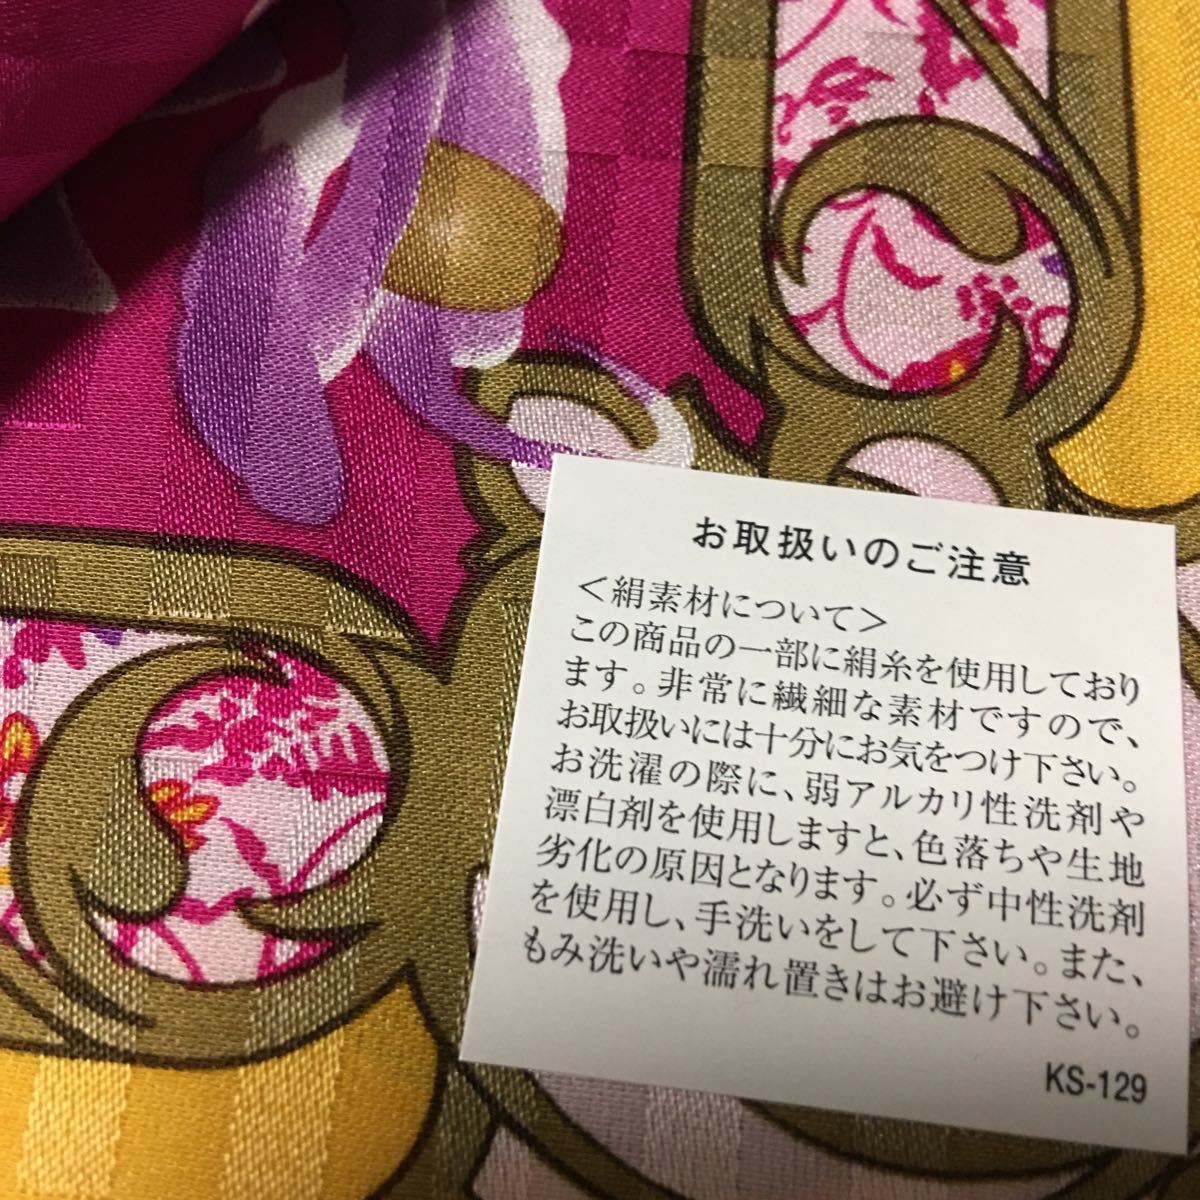 お取扱いのご注意
＜絹素材について＞
この商品の一部に絹糸を使用しており
ます。非常に繊細な素材ですので、
お取扱いには十分にお気をつけ下さい。
お洗濯の際に、弱アルカリ性洗剤や
漂白剤を使用しますと、色落ちや生地
劣化の原因となります。必ず中性洗剤
を使用し、手洗いをして下さい。また、
もみ洗いや濡れ置きはお避け下さい。
KS-129